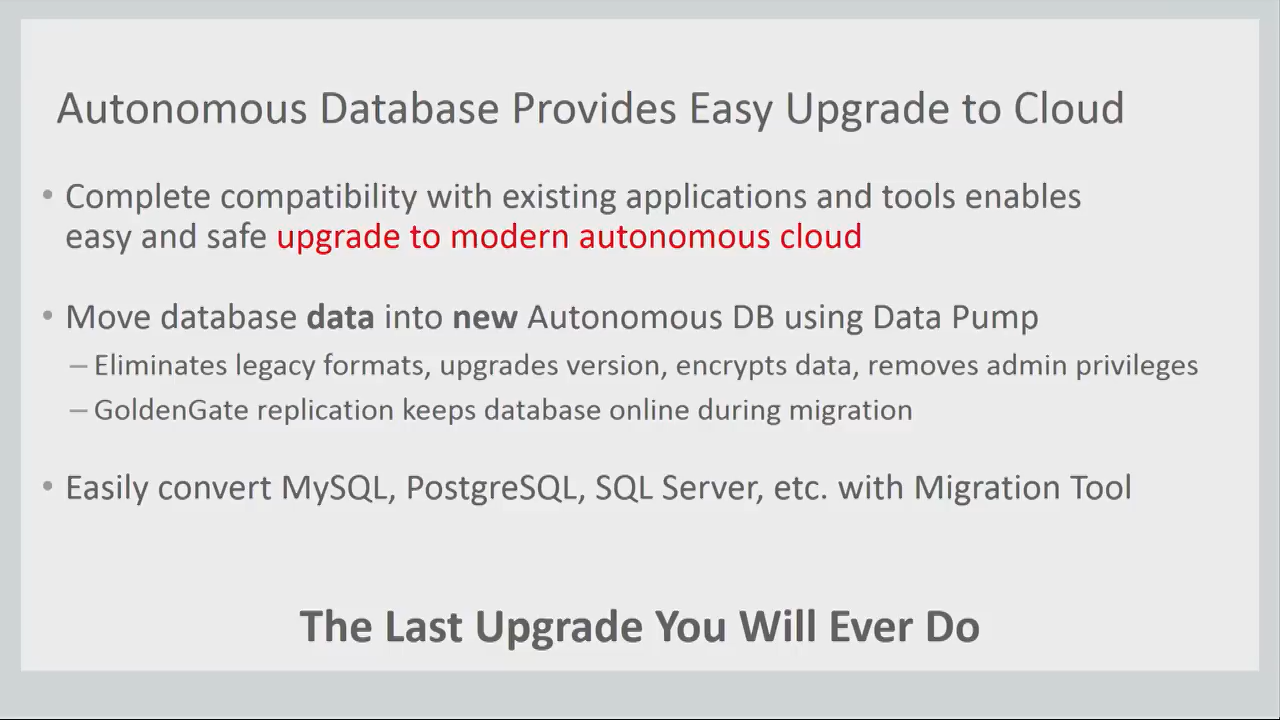 Autonomous Database Provides Easy Upgrade to Cloud
• Complete compatibility with existing applications and tools enables
easy and safe upgrade to modern autonomous cloud
• Move database data into new Autonomous DB using Data Pump
– Eliminates legacy formats, upgrades version, encrypts data, removes admin privileges
– GoldenGate replication keeps database online during migration
• Easily convert MySQL, PostgreSQL, SQL Server, etc. with Migration Tool
The Last Upgrade You Will Ever Do